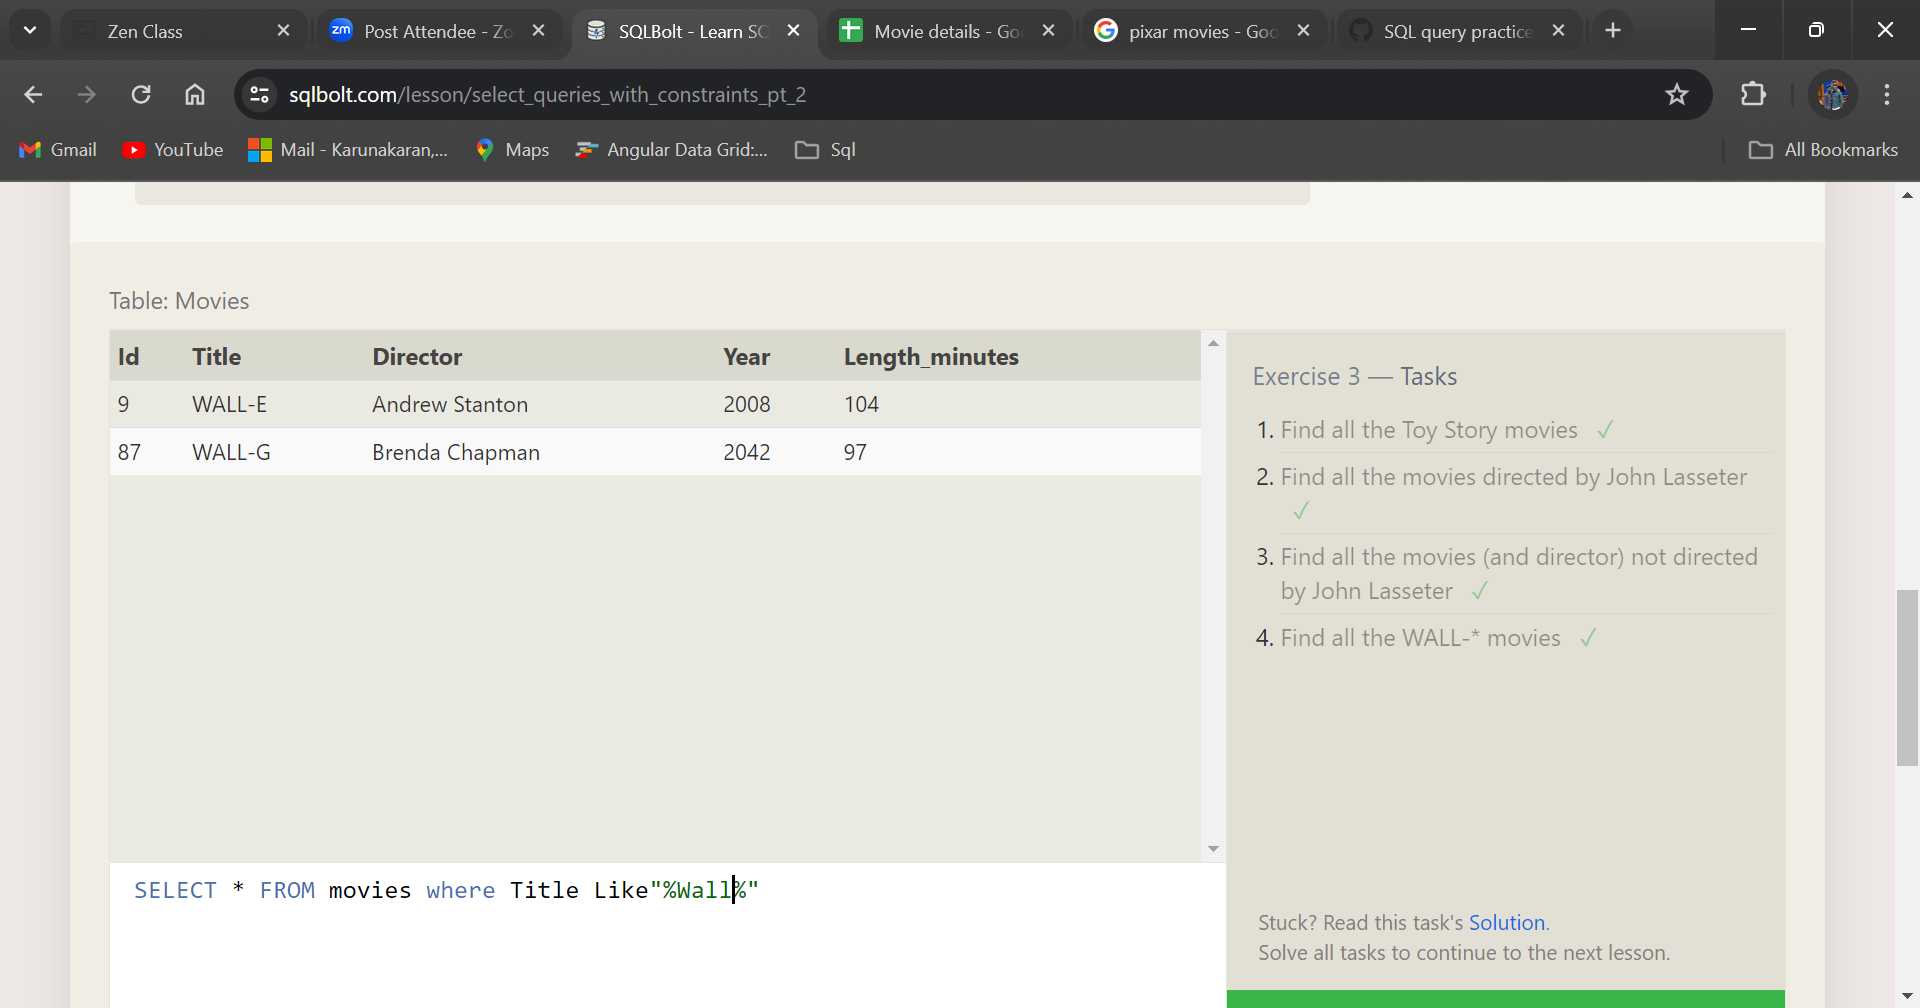 Zen Class
Post Attendee - Zo
SQLBolt - Learn SC
Movie details - Go
pixar movies - Goo
SQL query practice
sqlbolt.com/lesson/select_queries_with_constraints_pt_2
Gmail
YouTube
Mail - Karunakaran,...
Maps
Angular Data Grid:...
Sql
All Bookmarks
Table: Movies
Id Title Director Year Length_minutes
9 WALL-E Andrew Stanton 2008 104
87 WALL-G Brenda Chapman 2042 97
Exercise 3 — Tasks
1. Find all the Toy Story movies ✓
2. Find all the movies directed by John Lasseter
✓
3. Find all the movies (and director) not directed
by John Lasseter ✓
4. Find all the WALL-* movies ✓
Stuck? Read this task's Solution.
Solve all tasks to continue to the next lesson.
SELECT * FROM movies where Title Like"%Wall%"